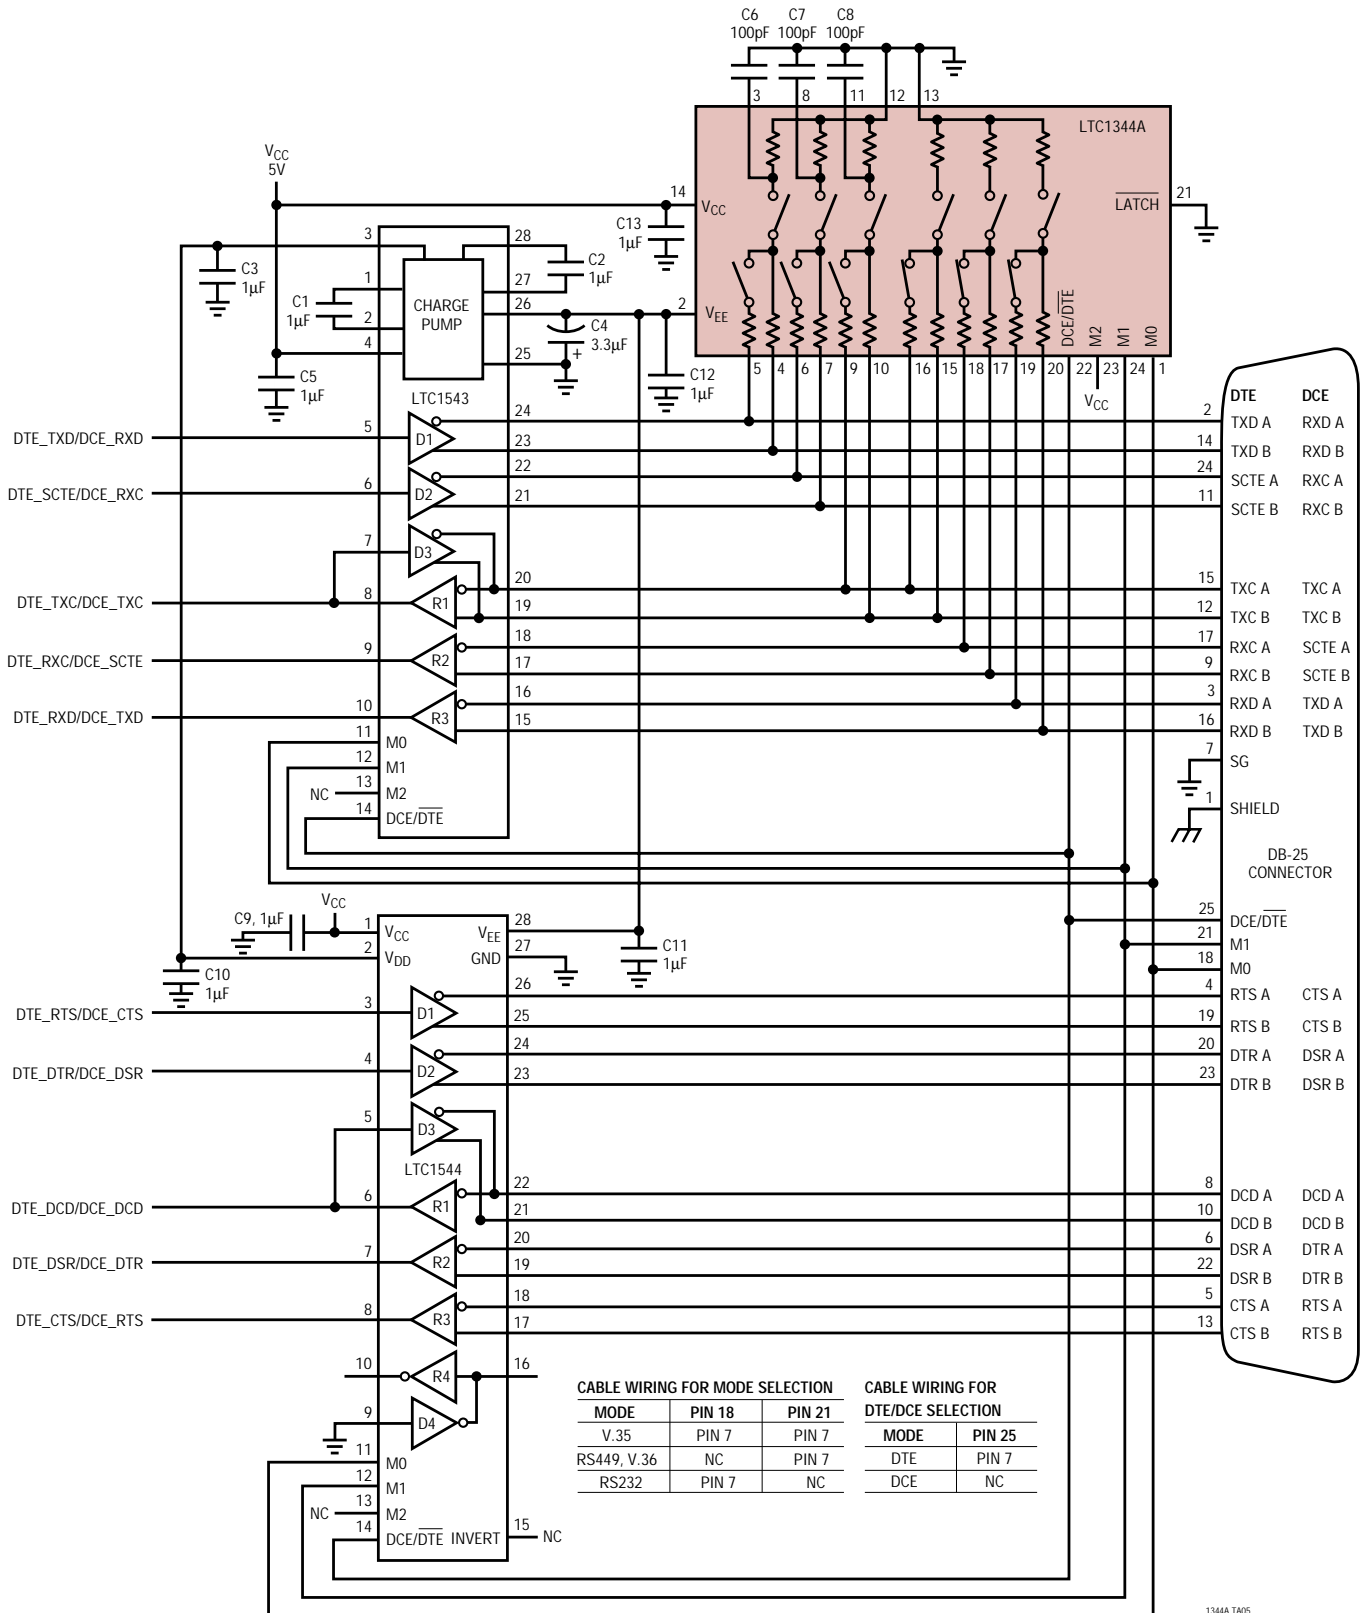 C6 C7 C8
100pF 100pF 100pF
3 8 11 12 13
LTC1344A
VCC
5V
14
VCC
LATCH
21
C13
1µF
3
28
C3
1µF
C2
1µF
1
27
C1
1µF
CHARGE
PUMP
26
2
VEE
2
C4
3.3µF
+
4
25
C5
1µF
C12
1µF
DCE/DTE
M2
M1
M0
5 4 6 7 9 10 16 15 18 17 19 20 22 23 24 1
VCC
LTC1543
DTE DCE
DTE_TXD/DCE_RXD 5 D1 24 2 TXD A RXD A
23 14 TXD B RXD B
DTE_SCTE/DCE_RXC 6 D2 22 24 SCTE A RXC A
21 11 SCTE B RXC B
7 D3
DTE_TXC/DCE_TXC 8 R1 20 15 TXC A TXC A
19 12 TXC B TXC B
DTE_RXC/DCE_SCTE 9 R2 18 17 RXC A SCTE A
17 9 RXC B SCTE B
DTE_RXD/DCE_TXD 10 R3 16 3 RXD A TXD A
15 16 RXD B TXD B
11 M0
12 M1
NC 13 M2
14 DCE/DTE
7 SG
1 SHIELD
DB-25
CONNECTOR
25 DCE/DTE
21 M1
18 M0
C9, 1µF
VCC
1 VCC
2 VDD
VEE 28
GND 27
C11
1µF
C10
1µF
DTE_RTS/DCE_CTS 3 D1 26 4 RTS A CTS A
25 19 RTS B CTS B
DTE_DTR/DCE_DSR 4 D2 24 20 DTR A DSR A
23 23 DTR B DSR B
5 D3
LTC1544
DTE_DCD/DCE_DCD 6 R1 22 8 DCD A DCD A
21 10 DCD B DCD B
DTE_DSR/DCE_DTR 7 R2 20 6 DSR A DTR A
19 22 DSR B DTR B
DTE_CTS/DCE_RTS 8 R3 18 5 CTS A RTS A
17 13 CTS B RTS B
10 R4 16
9 D4
11 M0
12 M1
NC 13 M2
14 DCE/DTE INVERT 15 NC
CABLE WIRING FOR MODE SELECTION
MODE PIN 18 PIN 21
V.35 PIN 7 PIN 7
RS449, V.36 NC PIN 7
RS232 PIN 7 NC
CABLE WIRING FOR
DTE/DCE SELECTION
MODE PIN 25
DTE PIN 7
DCE NC
1344A TA05